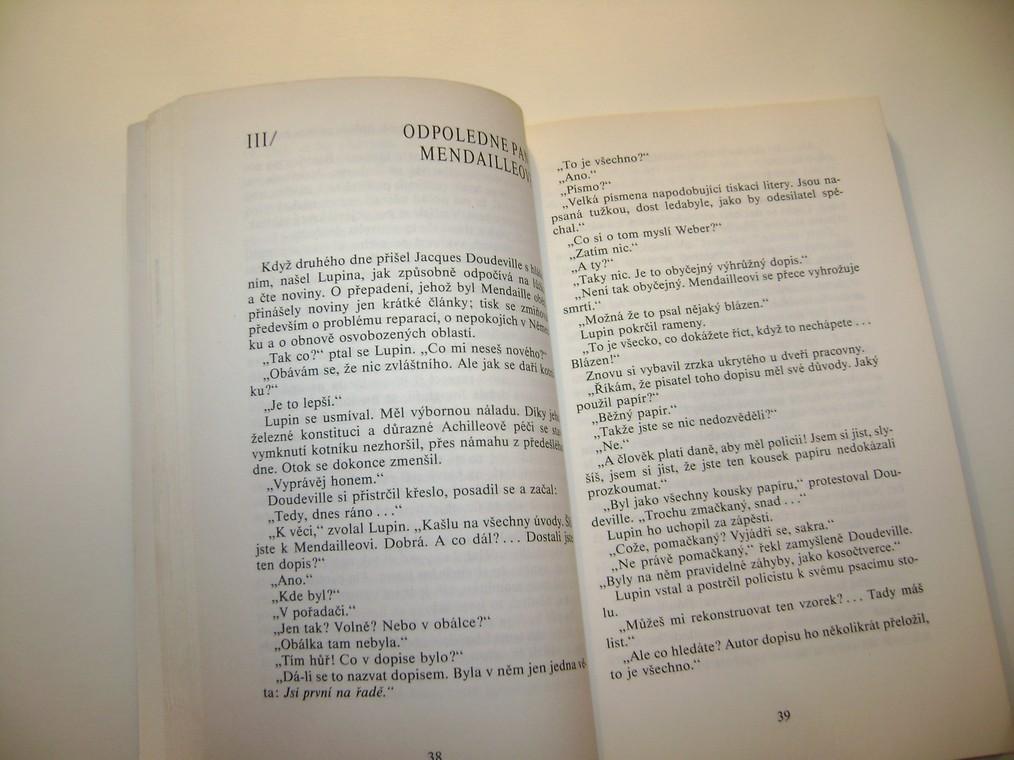 III/
ODPOLEDNE
MENDAILLEOV
Když druhého dne přišel Jacques Doudeville s
ním, našel Lupina, jak způsobně odpočívá na
a čte noviny. O přepadení, jehož byl Mendaille
přinášely noviny jen krátké články; tisk se
především o problému reparací, o nepokojích v
ku a o obnově osvobozených oblastí.
„Tak co?“ ptal se Lupin. „Co mi neseš nového?“
„Obávám se, že nic zvláštního. Ale jak se daří
ku?“
„Je to lepší.“
Lupin se usmíval. Měl výbornou náladu. Díky
železné konstituci a důrazné Achilleově péči se
vymknutí kotníku nezhoršil, přes námahu z
dne. Otok se dokonce zmenšil.
„Vyprávěj honem.“
Doudeville si přistrčil křeslo, posadil se a začal:
„Tedy, dnes ráno . . .“
„K věci,“ zvolal Lupin. „Kašlu na všechny úvody.
jste k Mendailleovi. Dobrá. A co dál? . . . Dostali
ten dopis?“
„Ano.“
„Kde byl?“
„V pořadači.“
„Jen tak? Volně? Nebo v obálce?“
„Obálka tam nebyla.“
„Tím hůř! Co v dopise bylo?“
„Dá-li se to nazvat dopisem. Byla v něm jen jedna vě-
ta: Jsi první na řadě.“
38
„To je všechno?“
„Ano.“
„Písmo?“
„Velká písmena napodobující tiskací litery. Jsou na-
psaná tužkou, dost ledabyle, jako by odesilatel spě-
chal.“
„Co si o tom myslí Weber?“
„Zatím nic.“
„A ty?“
„Taky nic. Je to obyčejný výhrůžný dopis.“
„Není tak obyčejný. Mendailleovi se přece vyhrožuje
smrtí.“
„Možná že to psal nějaký blázen.“
Lupin pokrčil rameny.
„To je všecko, co dokážete říct, když to nechápete . . .
Blázen!“
Znovu si vybavil zrzka ukrytého u dveří pracovny.
„Říkám, že pisatel toho dopisu měl své důvody. Jaký
použil papír?“
„Běžný papír.“
„Takže jste se nic nedozvěděli?“
„Ne.“
„A člověk platí daně, aby měl policii! Jsem si jist, sly-
šíš, jsem si jist, že jste ten kousek papíru nedokázali
prozkoumat.“
„Byl jako všechny kousky papíru,“ protestoval Dou-
deville. „Trochu zmačkaný, snad . . .“
Lupin ho uchopil za zápěstí.
„Cože, pomačkaný? Vyjádři se, sakra.“
„Ne právě pomačkaný,“ řekl zamyšleně Doudeville.
„Byly na něm pravidelné záhyby, jako kosočtverce.“
Lupin vstal a postrčil policistu k svému psacímu sto-
lu.
„Můžeš mi rekonstruovat ten vzorek? . . . Tady máš
list.“
„Ale co hledáte? Autor dopisu ho několikrát přeložil,
to je všechno.“
39